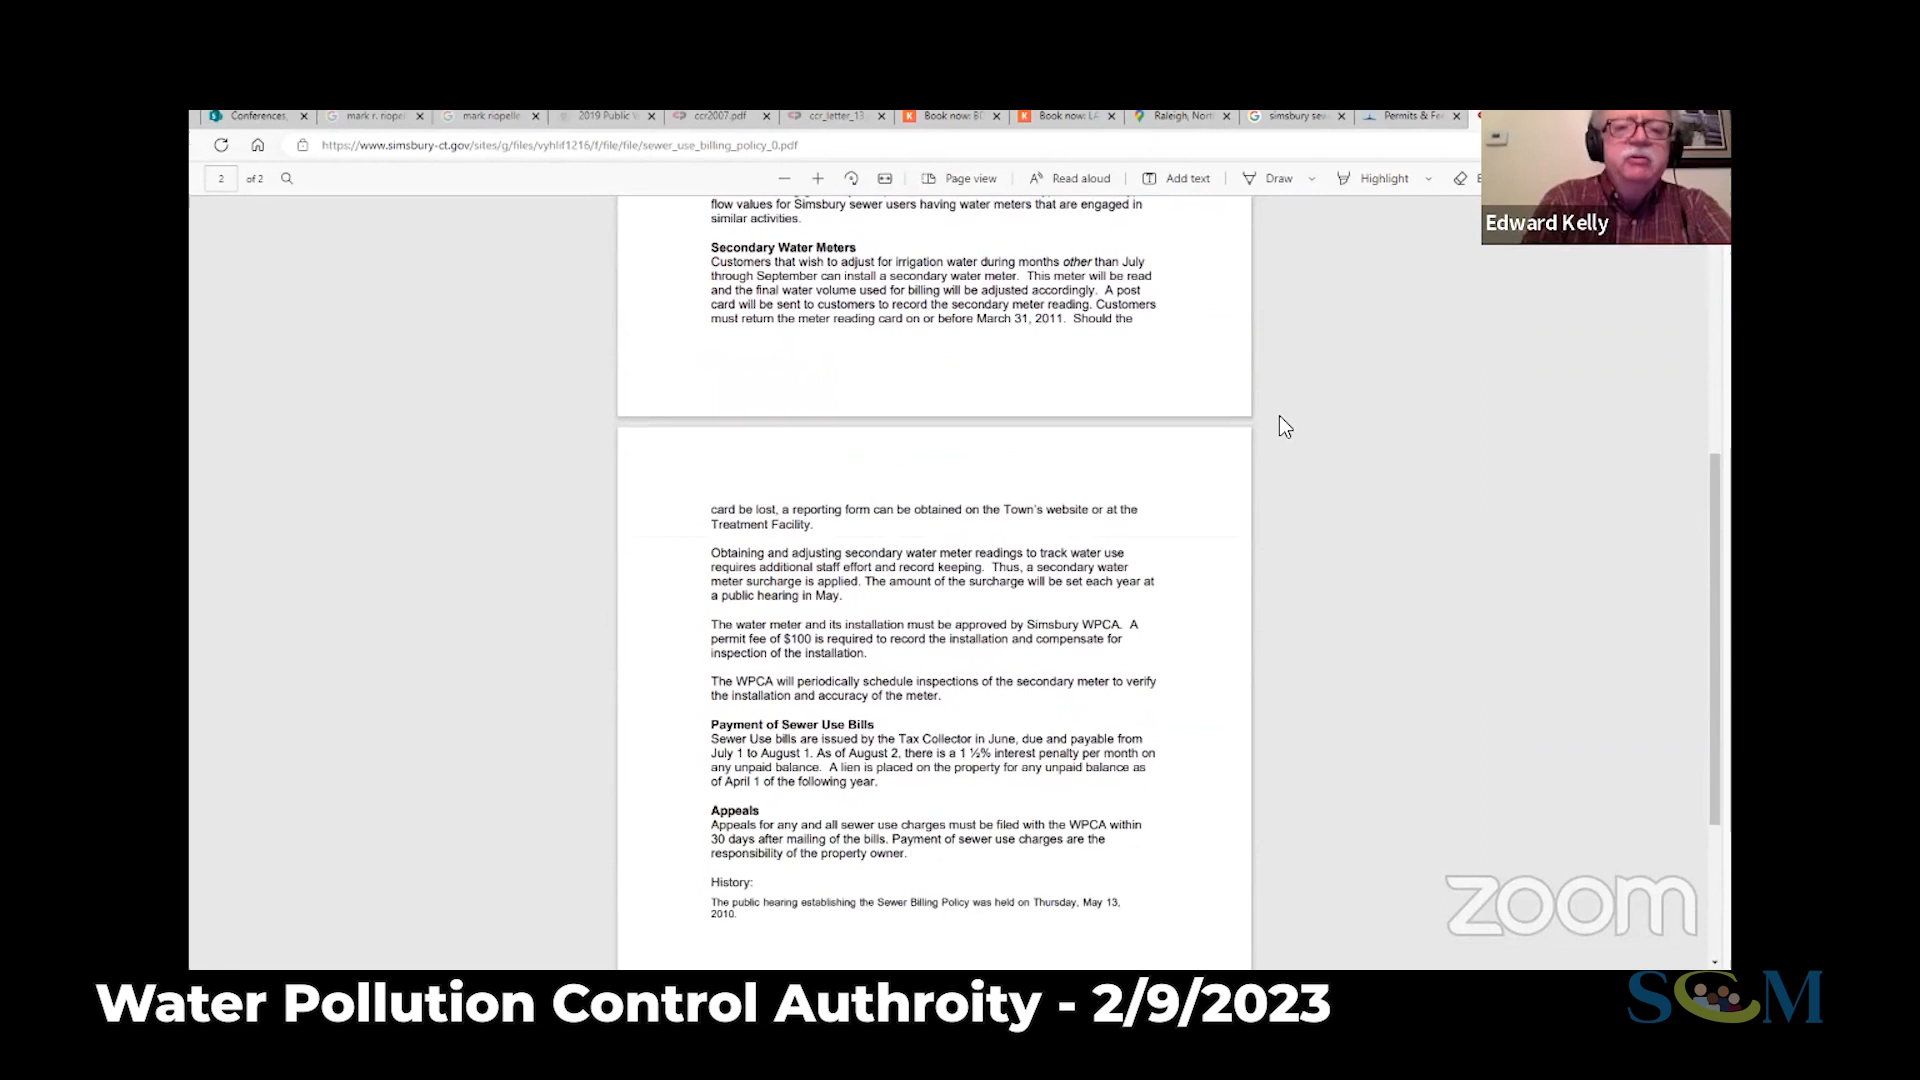 Conferences,
mark r. riopel
mark riopelle
2019 Public
ccr2007.pdf
ccr_letter_13
Book now:
Book now:
Raleigh, Nort
simsbury sew
Permits & Fe
https://www.simsbury-ct.gov/sites/g/files/vyhlif1216/f/file/file/sewer_use_billing_policy_0.pdf
2 of 2
Page view
Read aloud
Add text
Draw
Highlight
Edward Kelly
flow values for Simsbury sewer users having water meters that are engaged in
similar activities.
Secondary Water Meters
Customers that wish to adjust for irrigation water during months other than July
through September can install a secondary water meter. This meter will be read
and the final water volume used for billing will be adjusted accordingly. A post
card will be sent to customers to record the secondary meter reading. Customers
must return the meter reading card on or before March 31, 2011. Should the
card be lost, a reporting form can be obtained on the Town's website or at the
Treatment Facility.
Obtaining and adjusting secondary water meter readings to track water use
requires additional staff effort and record keeping. Thus, a secondary water
meter surcharge is applied. The amount of the surcharge will be set each year at
a public hearing in May.
The water meter and its installation must be approved by Simsbury WPCA. A
permit fee of $100 is required to record the installation and compensate for
inspection of the installation.
The WPCA will periodically schedule inspections of the secondary meter to verify
the installation and accuracy of the meter.
Payment of Sewer Use Bills
Sewer Use bills are issued by the Tax Collector in June, due and payable from
July 1 to August 1. As of August 2, there is a 1 ½% interest penalty per month on
any unpaid balance. A lien is placed on the property for any unpaid balance as
of April 1 of the following year.
Appeals
Appeals for any and all sewer use charges must be filed with the WPCA within
30 days after mailing of the bills. Payment of sewer use charges are the
responsibility of the property owner.
History:
The public hearing establishing the Sewer Billing Policy was held on Thursday, May 13,
2010.
zoom
Water Pollution Control Authroity - 2/9/2023
SCM